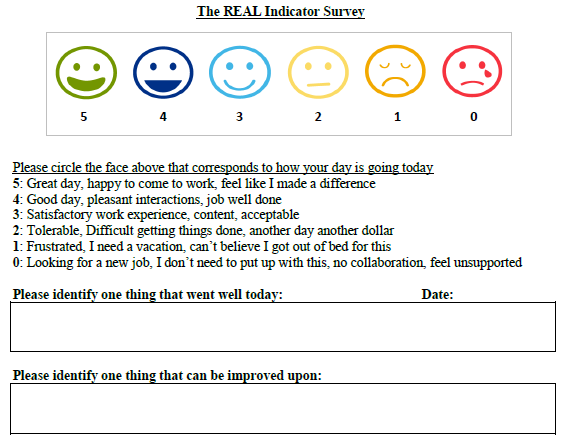 The REAL Indicator Survey
5 4 3 2 1 0
Please circle the face above that corresponds to how your day is going today
5: Great day, happy to come to work, feel like I made a difference
4: Good day, pleasant interactions, job well done
3: Satisfactory work experience, content, acceptable
2: Tolerable, Difficult getting things done, another day another dollar
1: Frustrated, I need a vacation, can’t believe I got out of bed for this
0: Looking for a new job, I don’t need to put up with this, no collaboration, feel unsupported
Please identify one thing that went well today: Date:
Please identify one thing that can be improved upon: